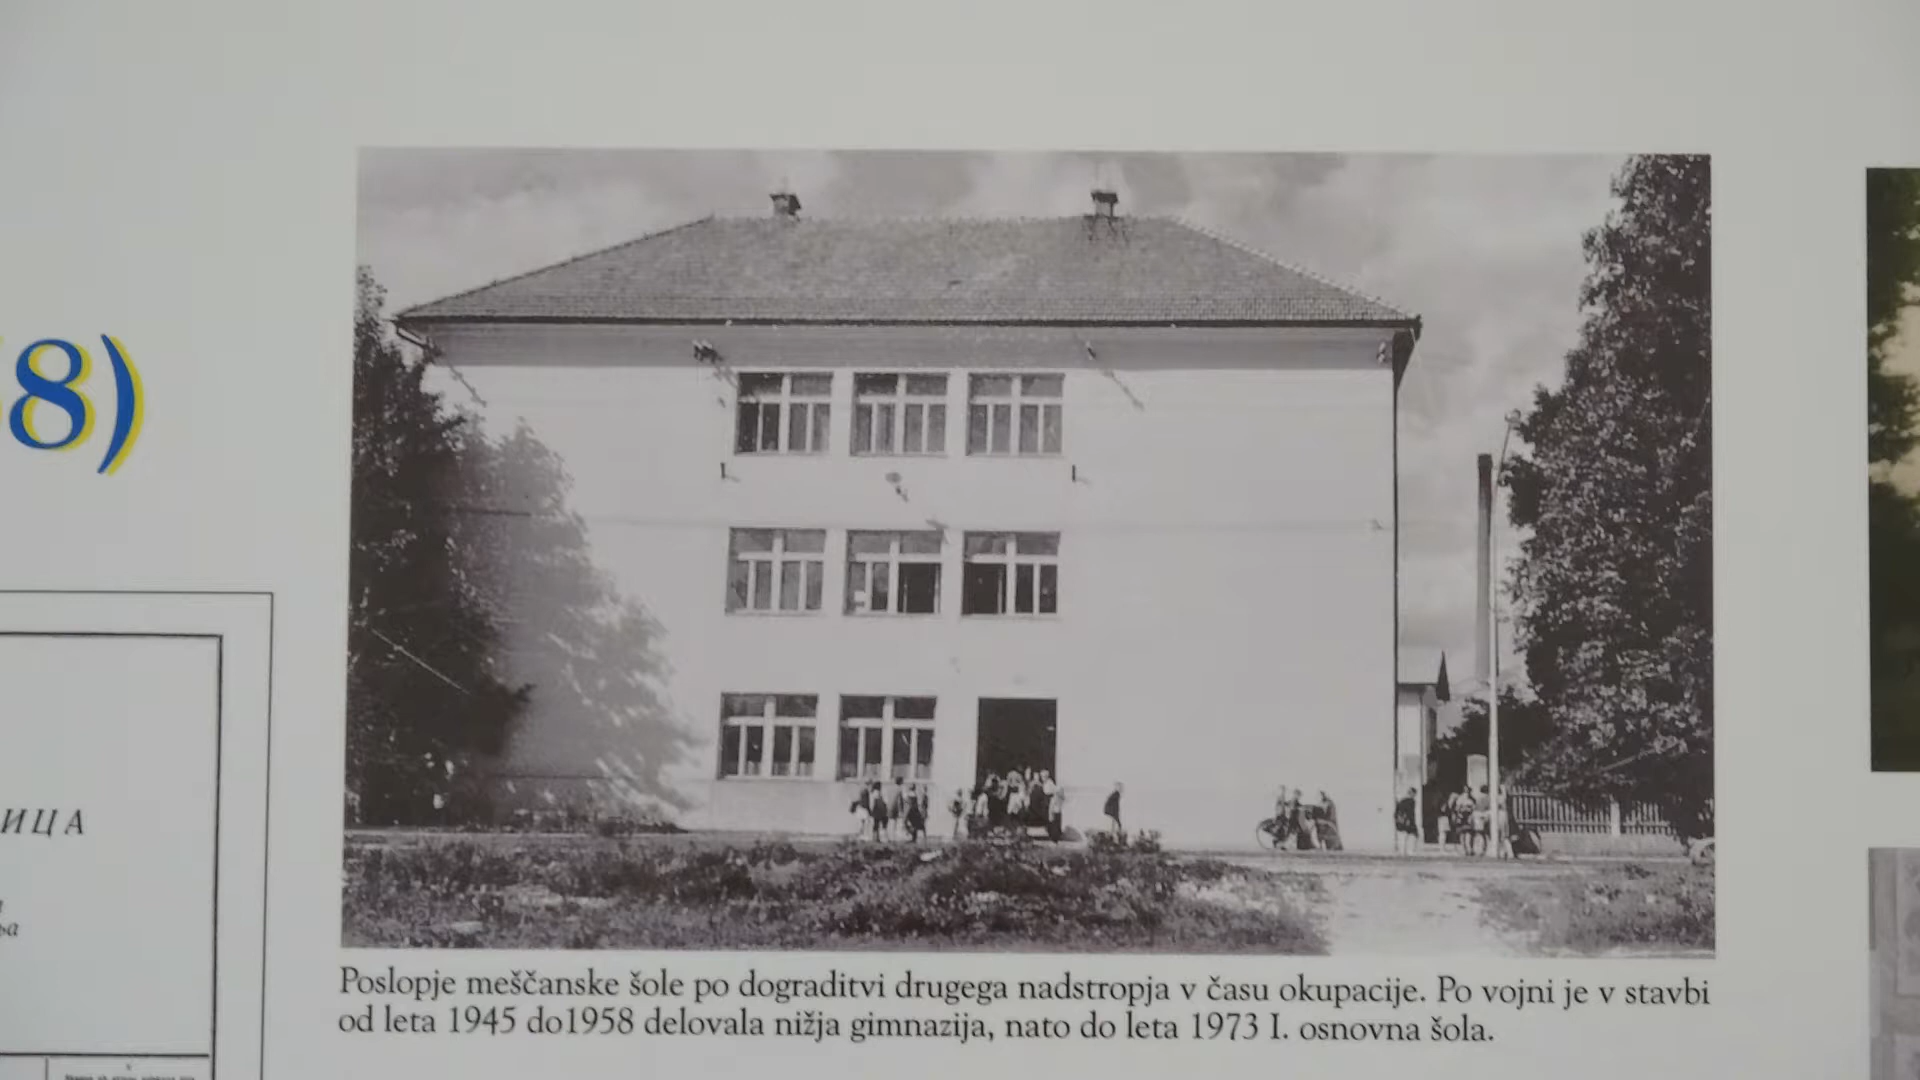 8)
ИЦА
ња
Poslopje meščanske šole po dograditvi drugega nadstropja v času okupacije. Po vojni je v stavbi
od leta 1945 do1958 delovala nižja gimnazija, nato do leta 1973 I. osnovna šola.